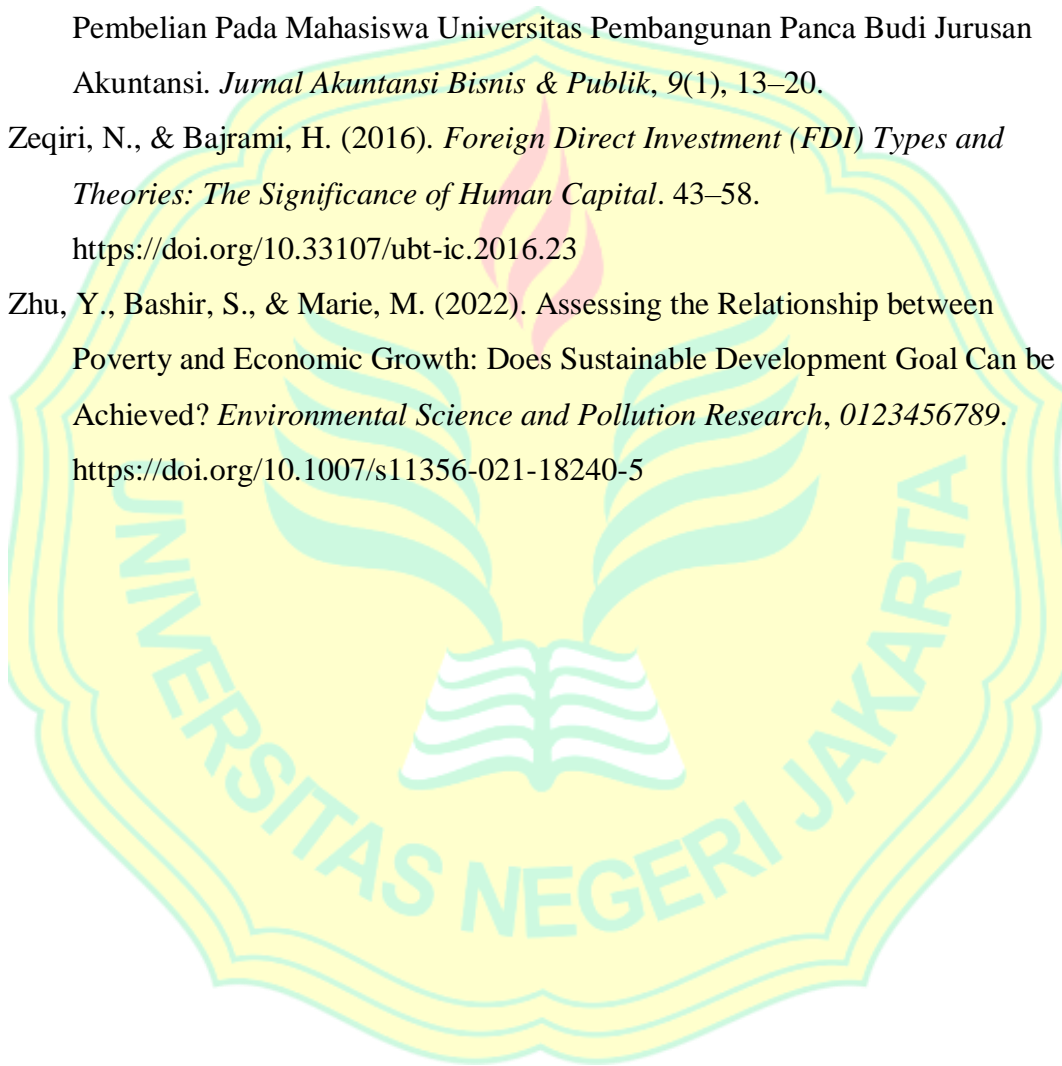 Pembelian Pada Mahasiswa Universitas Pembangunan Panca Budi Jurusan
Akuntansi. Jurnal Akuntansi Bisnis & Publik, 9(1), 13–20.
Zeqiri, N., & Bajrami, H. (2016). Foreign Direct Investment (FDI) Types and
Theories: The Significance of Human Capital. 43–58.
https://doi.org/10.33107/ubt-ic.2016.23
Zhu, Y., Bashir, S., & Marie, M. (2022). Assessing the Relationship between
Poverty and Economic Growth: Does Sustainable Development Goal Can be
Achieved? Environmental Science and Pollution Research, 0123456789.
https://doi.org/10.1007/s11356-021-18240-5
UNIVERSITAS NEGERI JAKARTA